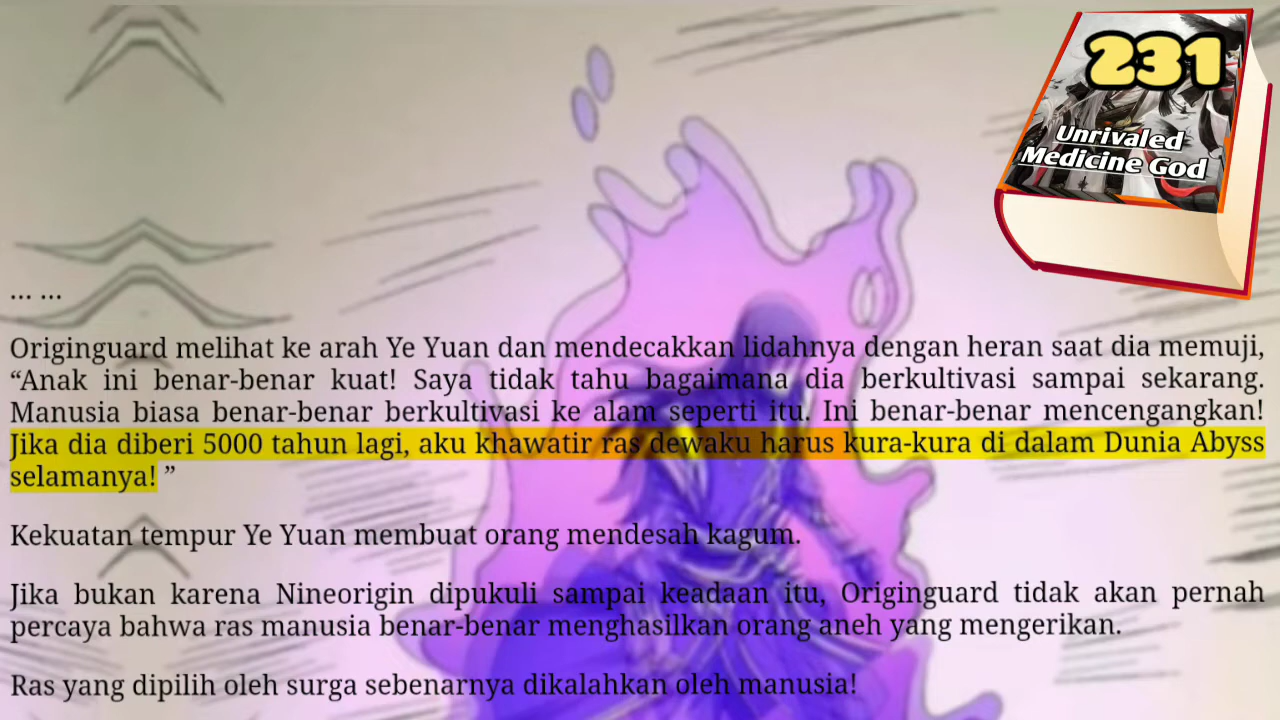 231
Unrivaled
Medicine God
... ...
Originguard melihat ke arah Ye Yuan dan mendecakkan lidahnya dengan heran saat dia memuji,
“Anak ini benar-benar kuat! Saya tidak tahu bagaimana dia berkultivasi sampai sekarang.
Manusia biasa benar-benar berkultivasi ke alam seperti itu. Ini benar-benar mencengangkan!
Jika dia diberi 5000 tahun lagi, aku khawatir ras dewaku harus kura-kura di dalam Dunia Abyss
selamanya! ”
Kekuatan tempur Ye Yuan membuat orang mendesah kagum.
Jika bukan karena Nineorigin dipukuli sampai keadaan itu, Originguard tidak akan pernah
percaya bahwa ras manusia benar-benar menghasilkan orang aneh yang mengerikan.
Ras yang dipilih oleh surga sebenarnya dikalahkan oleh manusia!